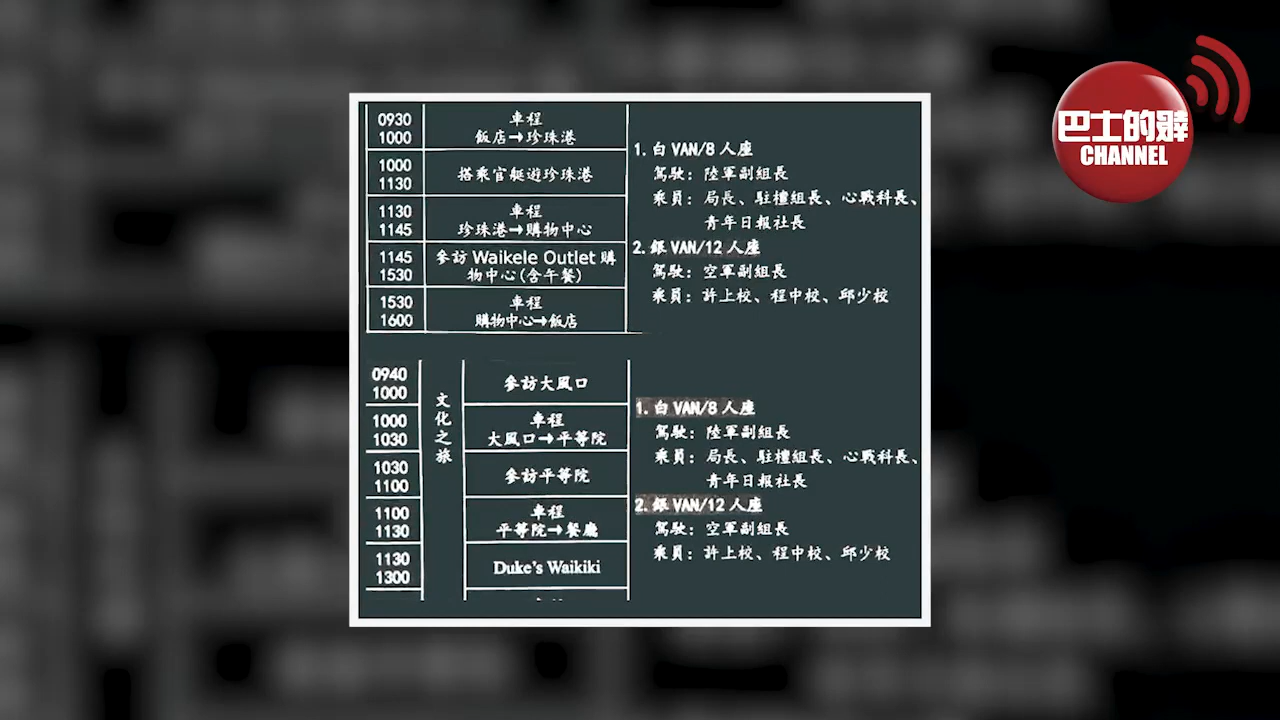 巴士的報
CHANNEL
0930
1000
車程
飯店→珍珠港
1000
1130
搭乘官艇遊珍珠港
1130
1145
車程
珍珠港→購物中心
1145
1530
參訪 Waikele Outlet 購
物中心(含午餐)
1530
1600
車程
購物中心→飯店
1. 白 VAN/8 人座
駕駛：陸軍副組長
乘員：局長、駐檀組長、心戰科長、
青年日報社長
2. 銀 VAN/12 人座
駕駛：空軍副組長
乘員：許上校、程中校、邱少校
文化之旅
0940
1000
參訪大風口
1000
1030
車程
大風口→平等院
1030
1100
參訪平等院
1100
1130
車程
平等院→餐廳
1130
1300
Duke's Waikiki
1. 白 VAN/8 人座
駕駛：陸軍副組長
乘員：局長、駐檀組長、心戰科長、
青年日報社長
2. 銀 VAN/12 人座
駕駛：空軍副組長
乘員：許上校、程中校、邱少校